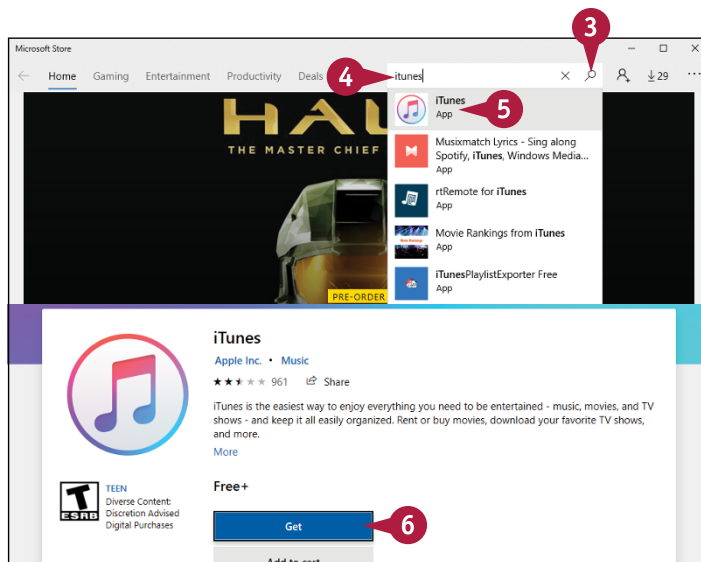 3
Microsoft Store
4
Home Gaming Entertainment Productivity Deals
itunes
29
iTunes
App
5
Musixmatch Lyrics - Sing along
Spotify, iTunes, Windows Media...
App
rtRemote for iTunes
App
Movie Rankings from iTunes
App
iTunesPlaylistExporter Free
App
HAL
THE MASTER CHIEF
PRE-ORDER
iTunes
Apple Inc. • Music
961 Share
iTunes is the easiest way to enjoy everything you need to be entertained - music, movies, and TV
shows - and keep it all easily organized. Rent or buy movies, download your favorite TV shows,
and more.
More
T
ESRB
TEEN
Diverse Content:
Discretion Advised
Digital Purchases
Free+
Get
6
Add to cart